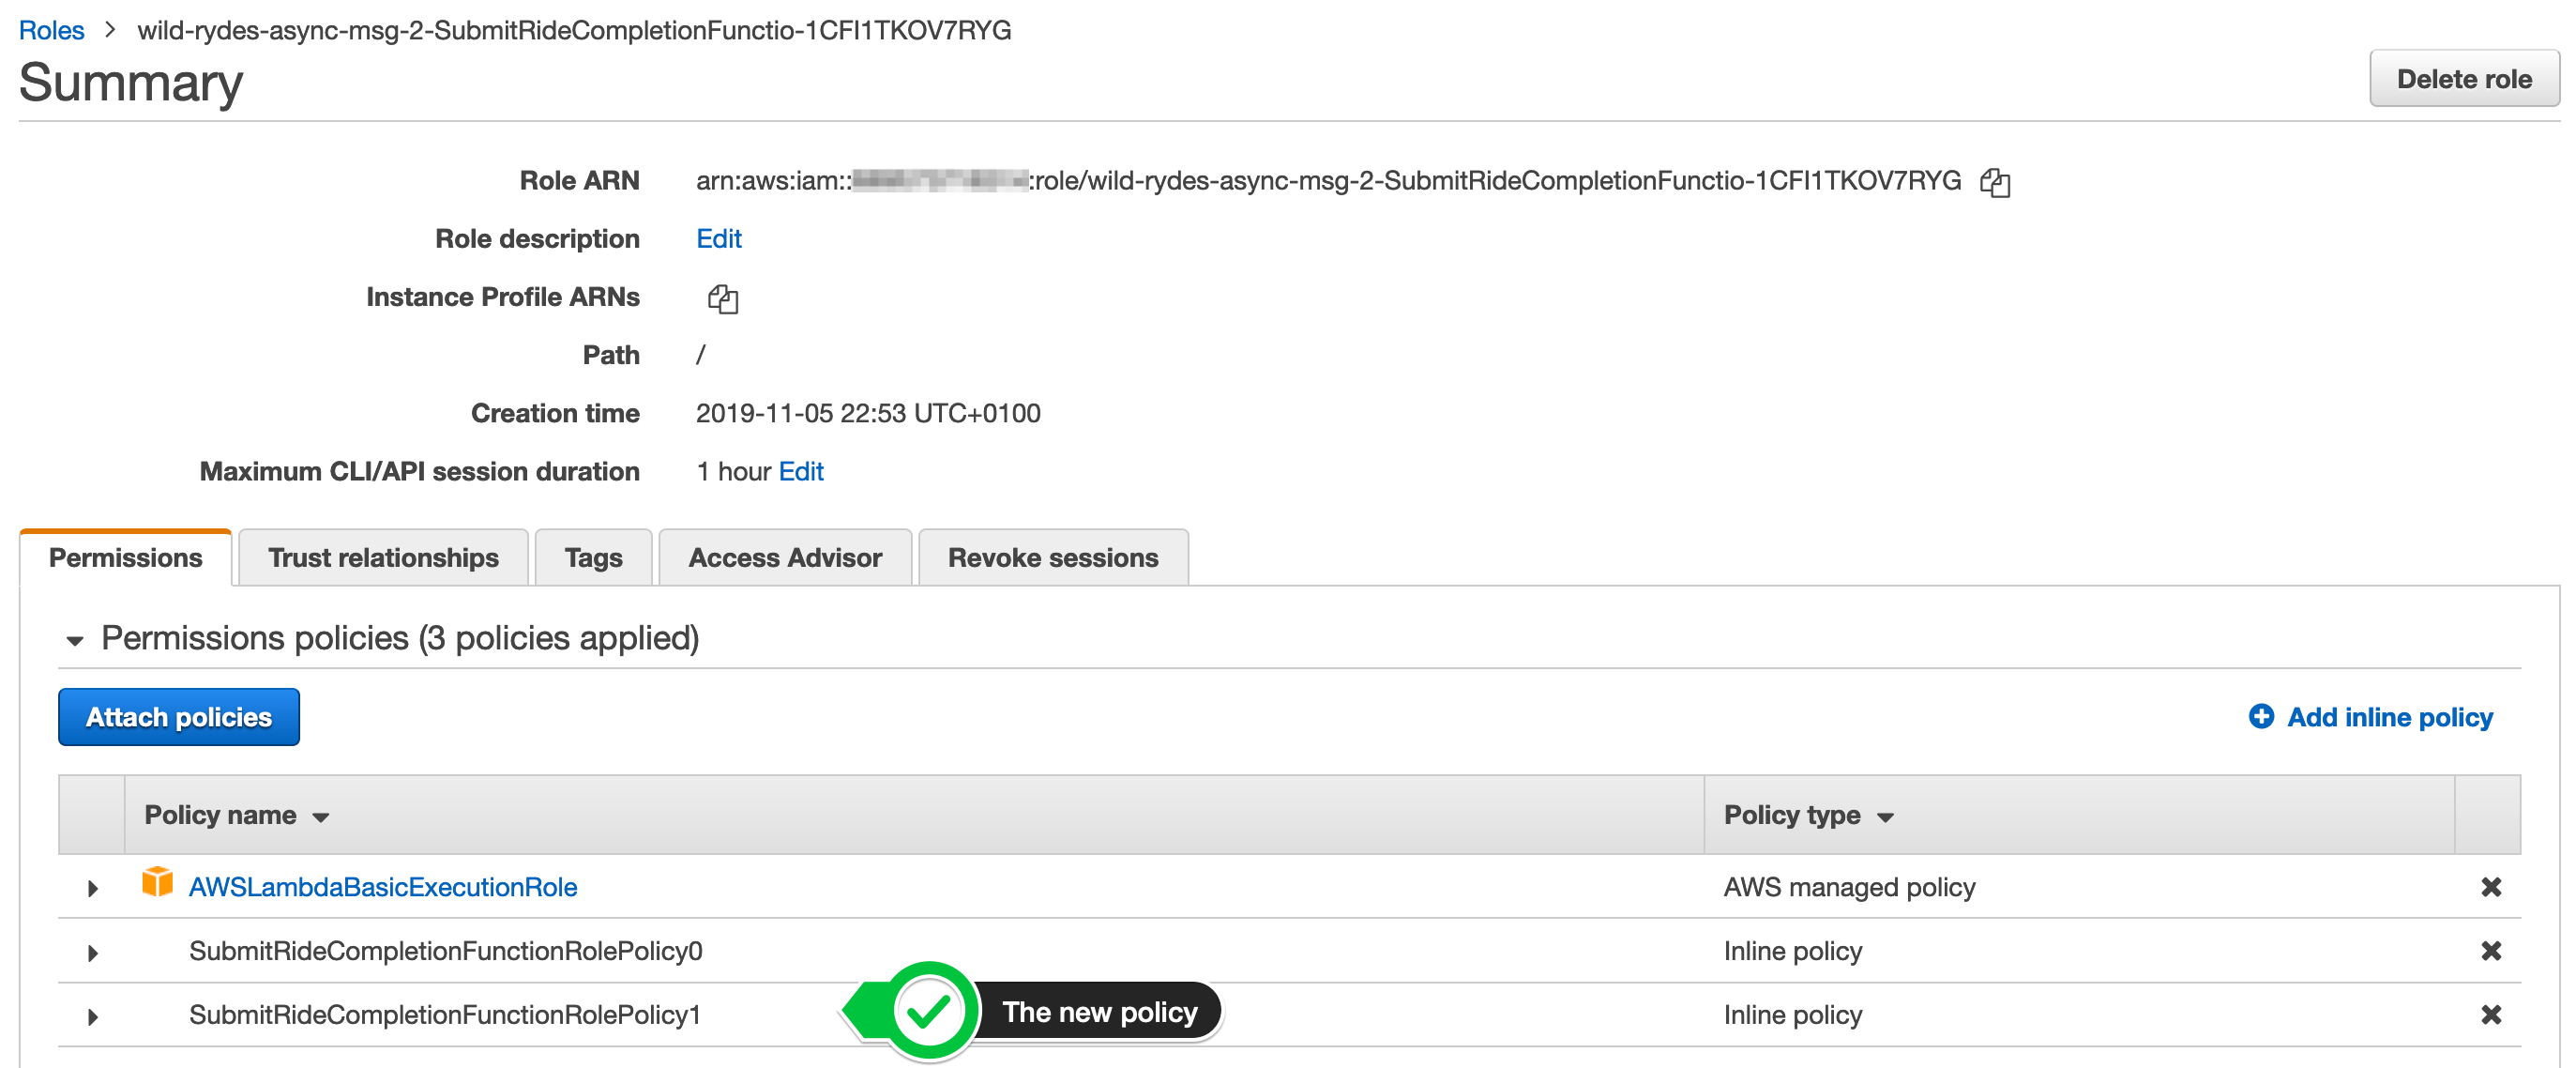 Roles > wild-rydes-async-msg-2-SubmitRideCompletionFunctio-1CFI1TKOV7RYG
Summary
Delete role
Role ARN arn:aws:iam:: :role/wild-rydes-async-msg-2-SubmitRideCompletionFunctio-1CFI1TKOV7RYG
Role description Edit
Instance Profile ARNs
Path /
Creation time 2019-11-05 22:53 UTC+0100
Maximum CLI/API session duration 1 hour Edit
Permissions Trust relationships Tags Access Advisor Revoke sessions
Permissions policies (3 policies applied)
Attach policies Add inline policy
Policy name Policy type
AWSLambdaBasicExecutionRole AWS managed policy
SubmitRideCompletionFunctionRolePolicy0 Inline policy
SubmitRideCompletionFunctionRolePolicy1 The new policy Inline policy